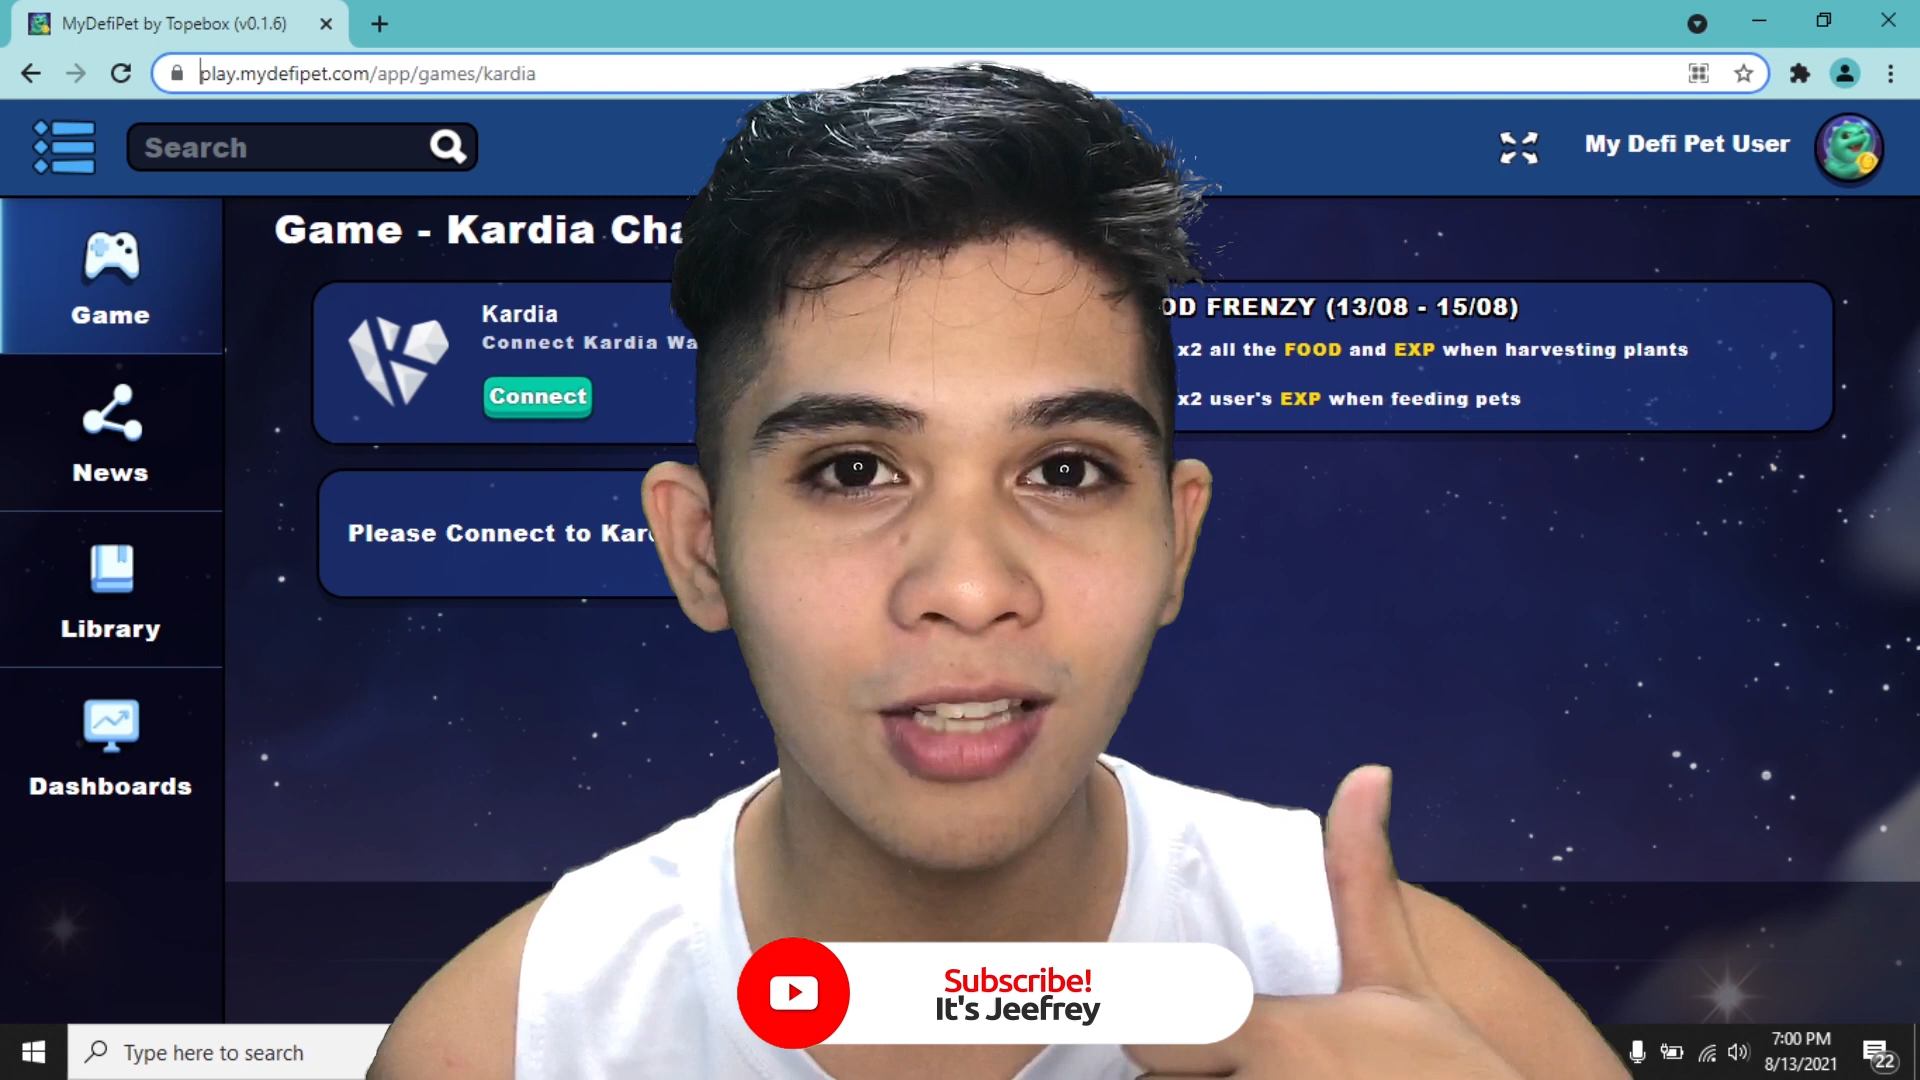 MyDefiPet by Topebox (v0.1.6)
play.mydefipet.com/app/games/kardia
Search
My Defi Pet User
Game - Kardia Cha
Game
News
Library
Dashboards
Kardia
Connect Kardia Wa
Connect
OD FRENZY (13/08 - 15/08)
x2 all the FOOD and EXP when harvesting plants
x2 user's EXP when feeding pets
Please Connect to Kar
Subscribe!
It's Jeefrey
Type here to search
7:00 PM
8/13/2021
22